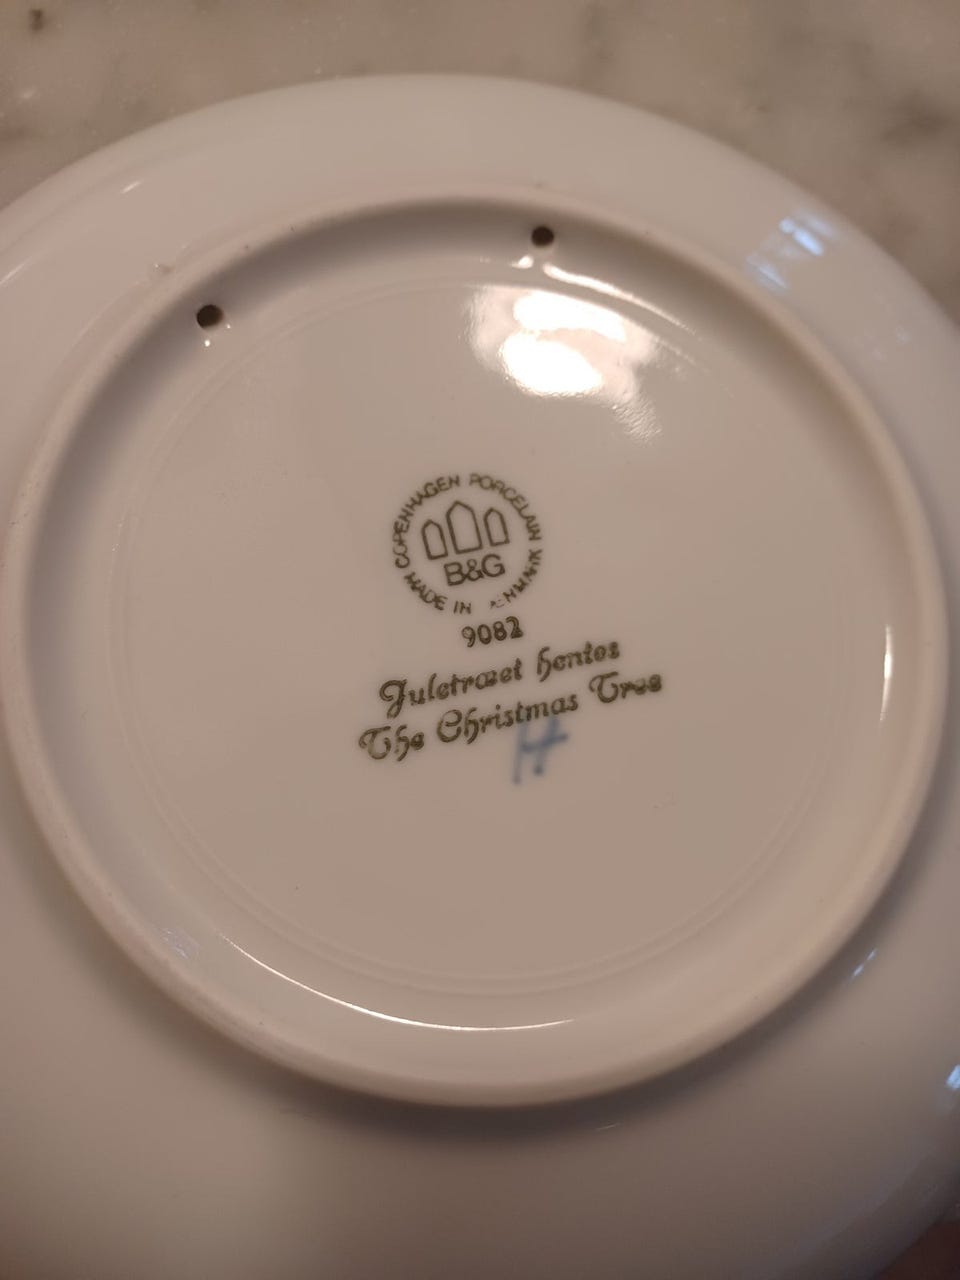 COPENHAGEN PORCELAIN
B&G
MADE IN DENMARK
9082
Juletræet hentes
The Christmas Tree
H